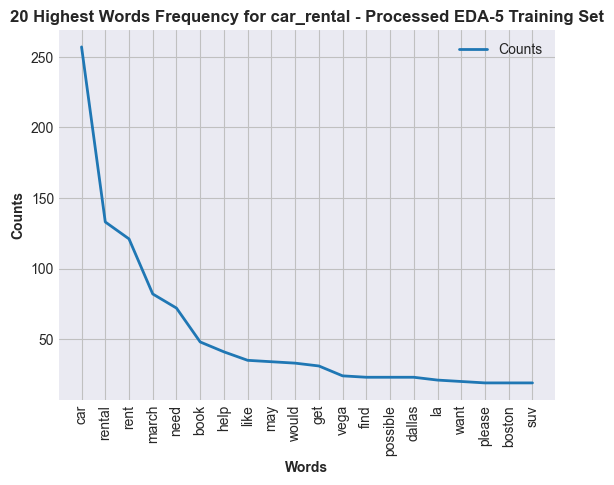 20 Highest Words Frequency for car_rental - Processed EDA-5 Training Set
Counts
250
200
150
100
50
Counts
car
rental
rent
march
need
book
help
like
may
would
get
vega
find
possible
dallas
la
want
please
boston
suv
Words